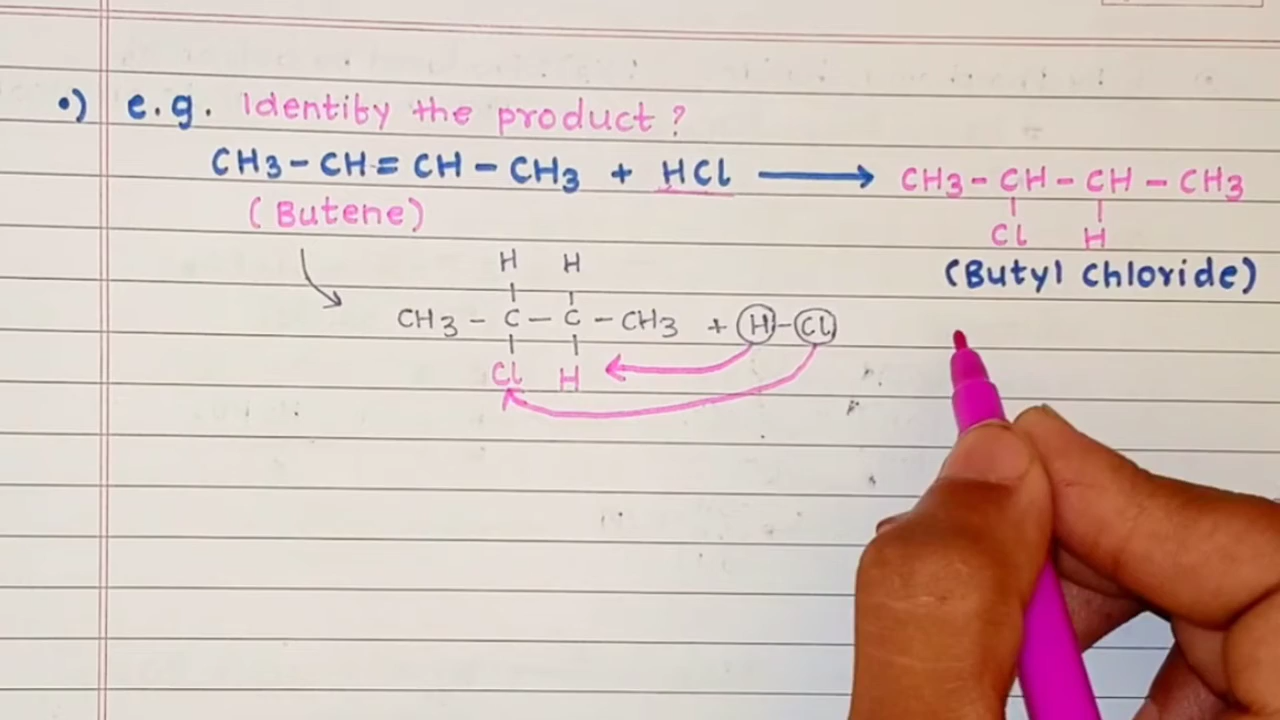 •) e.g. Identify the product?
CH3 - CH = CH - CH3 + HCl ⟶ CH3 - CH - CH - CH3
Cl H
(Butene)
(Butyl Chloride)
H H
CH3 - C - C - CH3 + H - Cl
Cl H